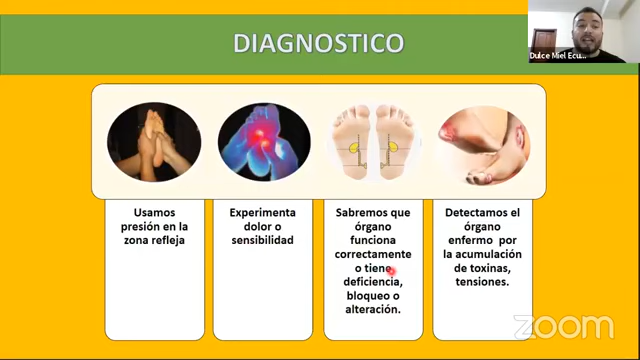 DIAGNOSTICO
Dulce Miel Ecu...
Usamos
presión en la
zona refleja
Experimenta
dolor o
sensibilidad
Sabremos que
órgano
funciona
correctamente
o tiene
deficiencia,
bloqueo o
alteración.
Detectamos el
órgano
enfermo por
la acumulación
de toxinas,
tensiones.
zoom